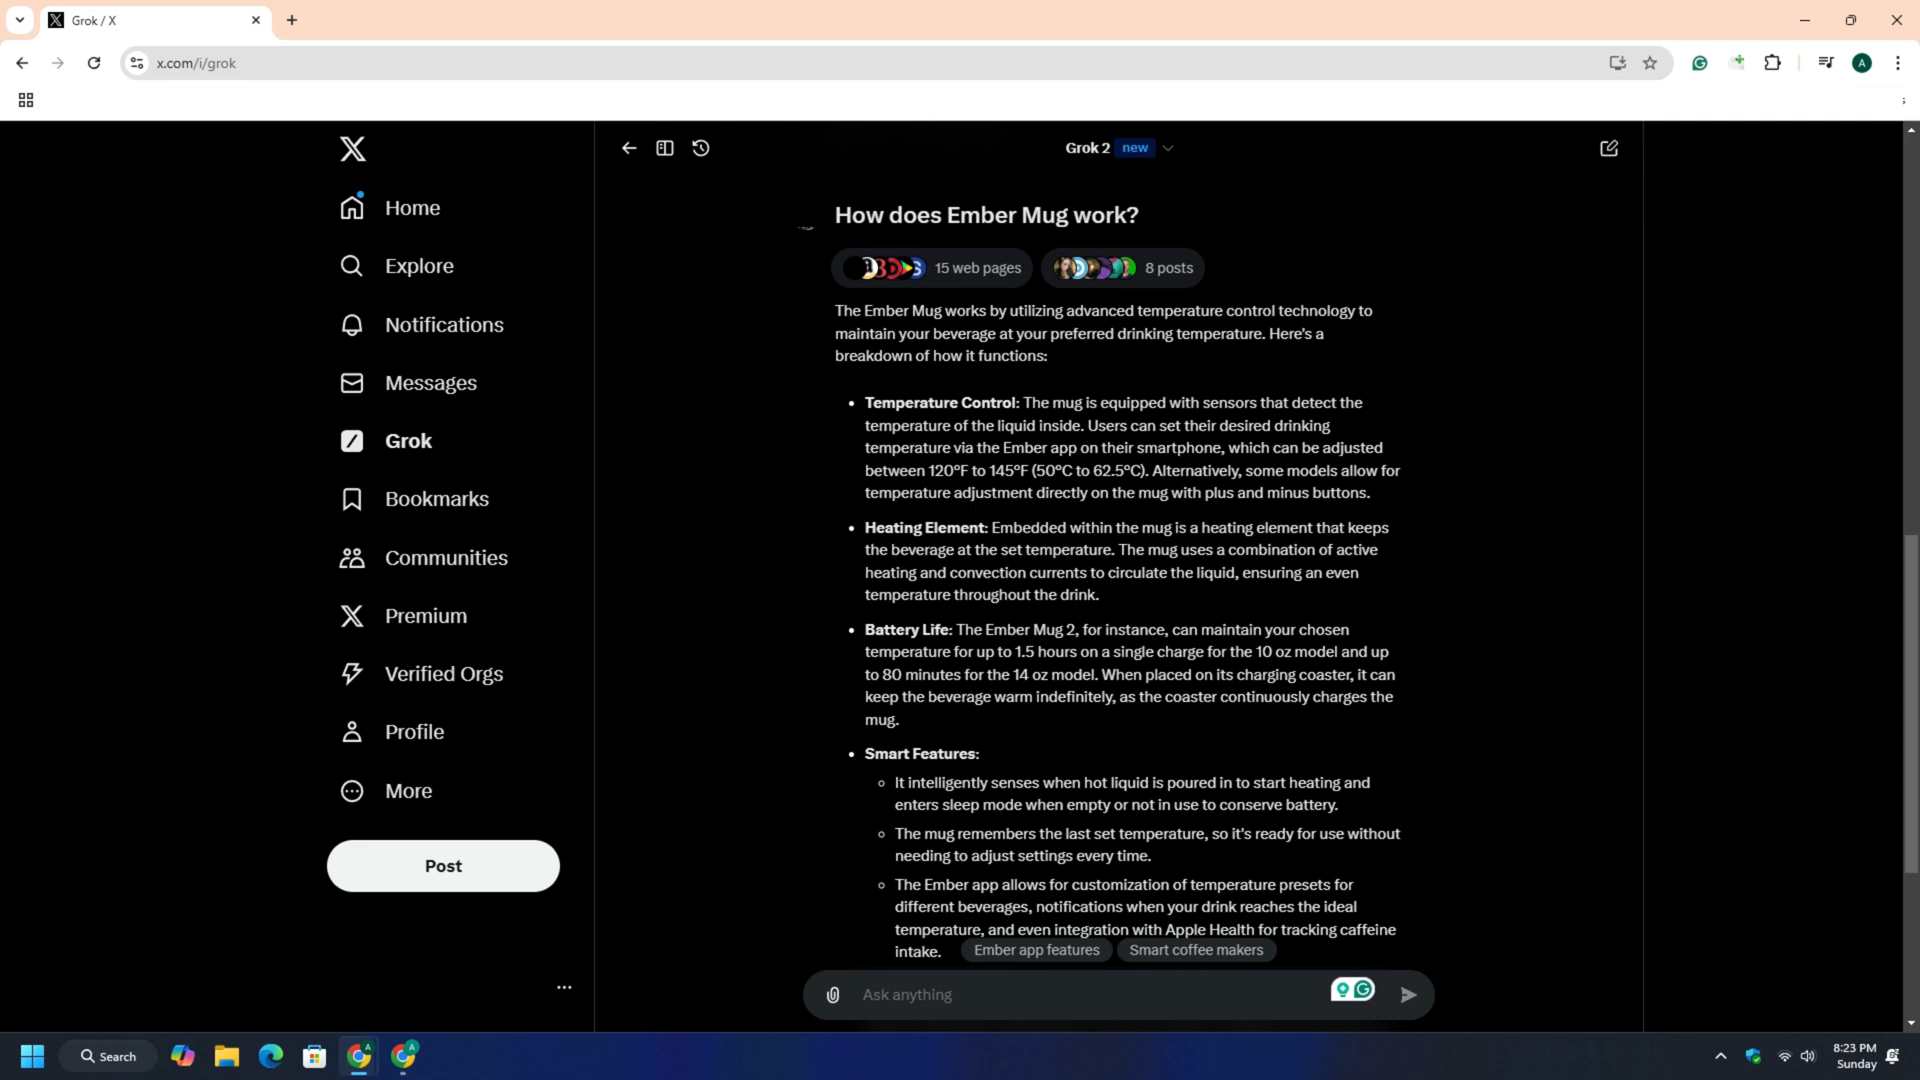 Grok / X
x.com/i/grok
A
Home
Explore
Notifications
Messages
Grok
Bookmarks
Communities
Premium
Verified Orgs
Profile
More
Post
Grok 2 new
How does Ember Mug work?
15 web pages
8 posts
The Ember Mug works by utilizing advanced temperature control technology to
maintain your beverage at your preferred drinking temperature. Here's a
breakdown of how it functions:
• Temperature Control: The mug is equipped with sensors that detect the
temperature of the liquid inside. Users can set their desired drinking
temperature via the Ember app on their smartphone, which can be adjusted
between 120°F to 145°F (50°C to 62.5°C). Alternatively, some models allow for
temperature adjustment directly on the mug with plus and minus buttons.
• Heating Element: Embedded within the mug is a heating element that keeps
the beverage at the set temperature. The mug uses a combination of active
heating and convection currents to circulate the liquid, ensuring an even
temperature throughout the drink.
• Battery Life: The Ember Mug 2, for instance, can maintain your chosen
temperature for up to 1.5 hours on a single charge for the 10 oz model and up
to 80 minutes for the 14 oz model. When placed on its charging coaster, it can
keep the beverage warm indefinitely, as the coaster continuously charges the
mug.
• Smart Features:
◦ It intelligently senses when hot liquid is poured in to start heating and
enters sleep mode when empty or not in use to conserve battery.
◦ The mug remembers the last set temperature, so it's ready for use without
needing to adjust settings every time.
◦ The Ember app allows for customization of temperature presets for
different beverages, notifications when your drink reaches the ideal
temperature, and even integration with Apple Health for tracking caffeine
intake.
Ember app features
Smart coffee makers
Ask anything
Search
8:23 PM
Sunday